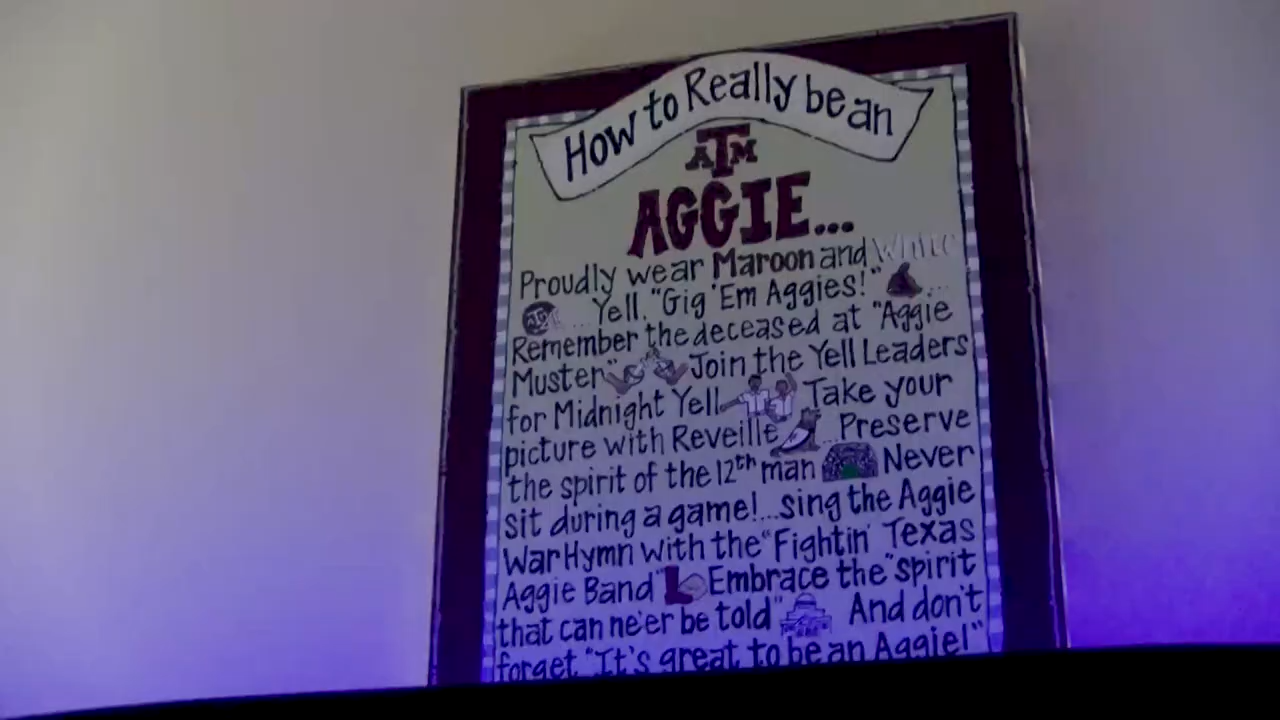 How to Really be an
ATM
AGGIE...
Proudly wear Maroon and White
... Yell, "Gig 'Em Aggies!" ...
Remember the deceased at "Aggie
Muster" Join the Yell Leaders
for Midnight Yell Take your
picture with Reveille ...Preserve
the spirit of the 12th man Never
sit during a game!...sing the Aggie
War Hymn with the "Fightin' Texas
Aggie Band" Embrace the "spirit
that can ne'er be told" And don't
forget "It's great to be an Aggie!"